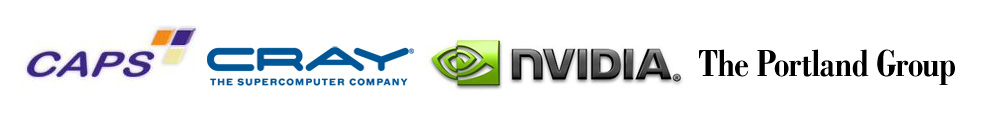 CAPS
CRAY®
THE SUPERCOMPUTER COMPANY
NVIDIA®
The Portland Group